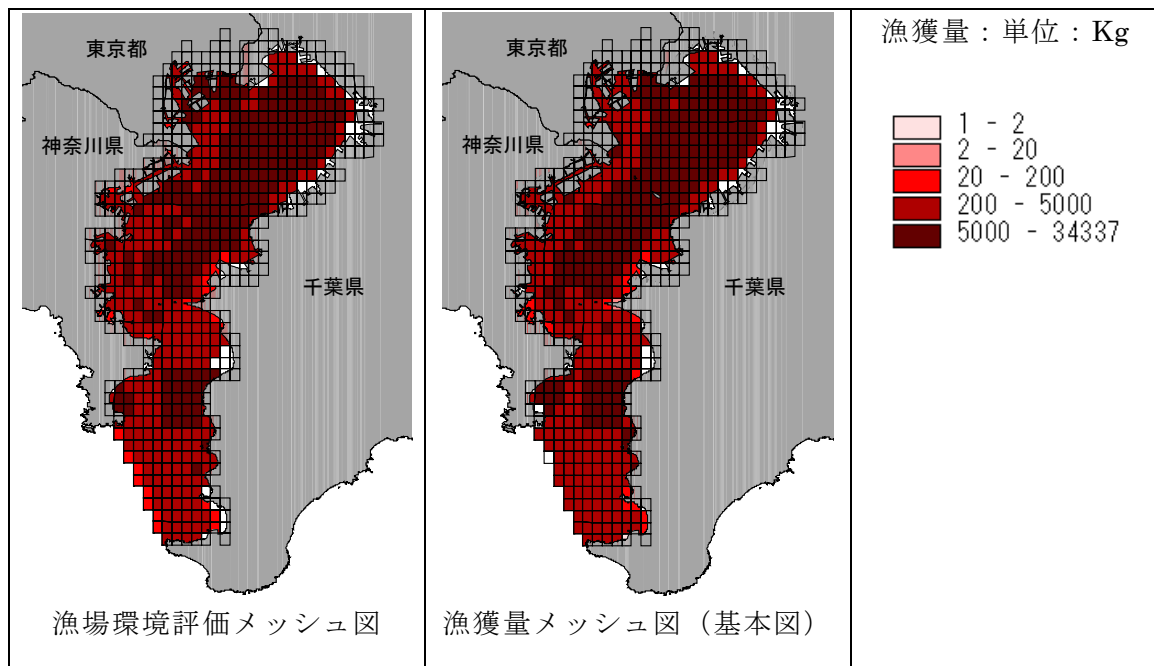 東京都
神奈川県
千葉県
漁場環境評価メッシュ図
東京都
神奈川県
千葉県
漁獲量メッシュ図（基本図）
漁獲量：単位：Kg
1 - 2
2 - 20
20 - 200
200 - 5000
5000 - 34337